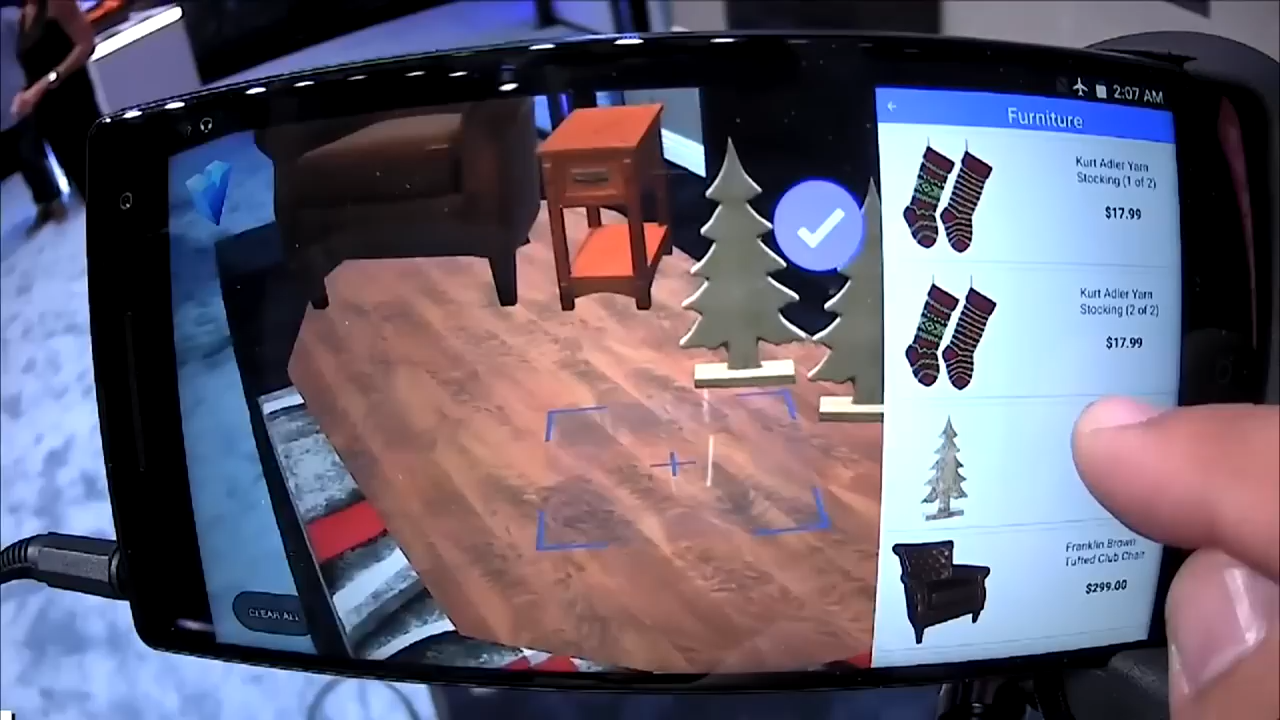 2:07 AM
Furniture
Kurt Adler Yarn
Stocking (1 of 2)
$17.99
Kurt Adler Yarn
Stocking (2 of 2)
$17.99
Franklin Brown
Tufted Club Chair
$299.00
CLEAR ALL